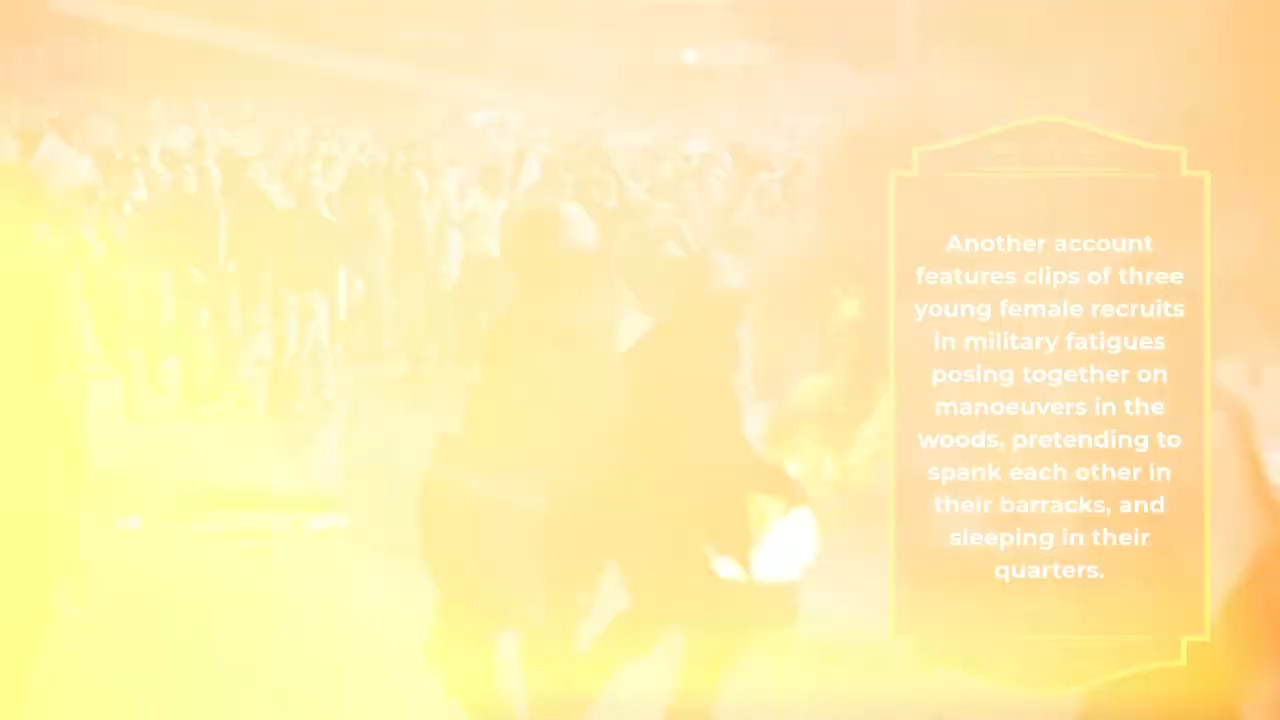 Another account
features clips of three
young female recruits
in military fatigues
posing together on
manoeuvers in the
woods, pretending to
spank each other in
their barracks, and
sleeping in their
quarters.